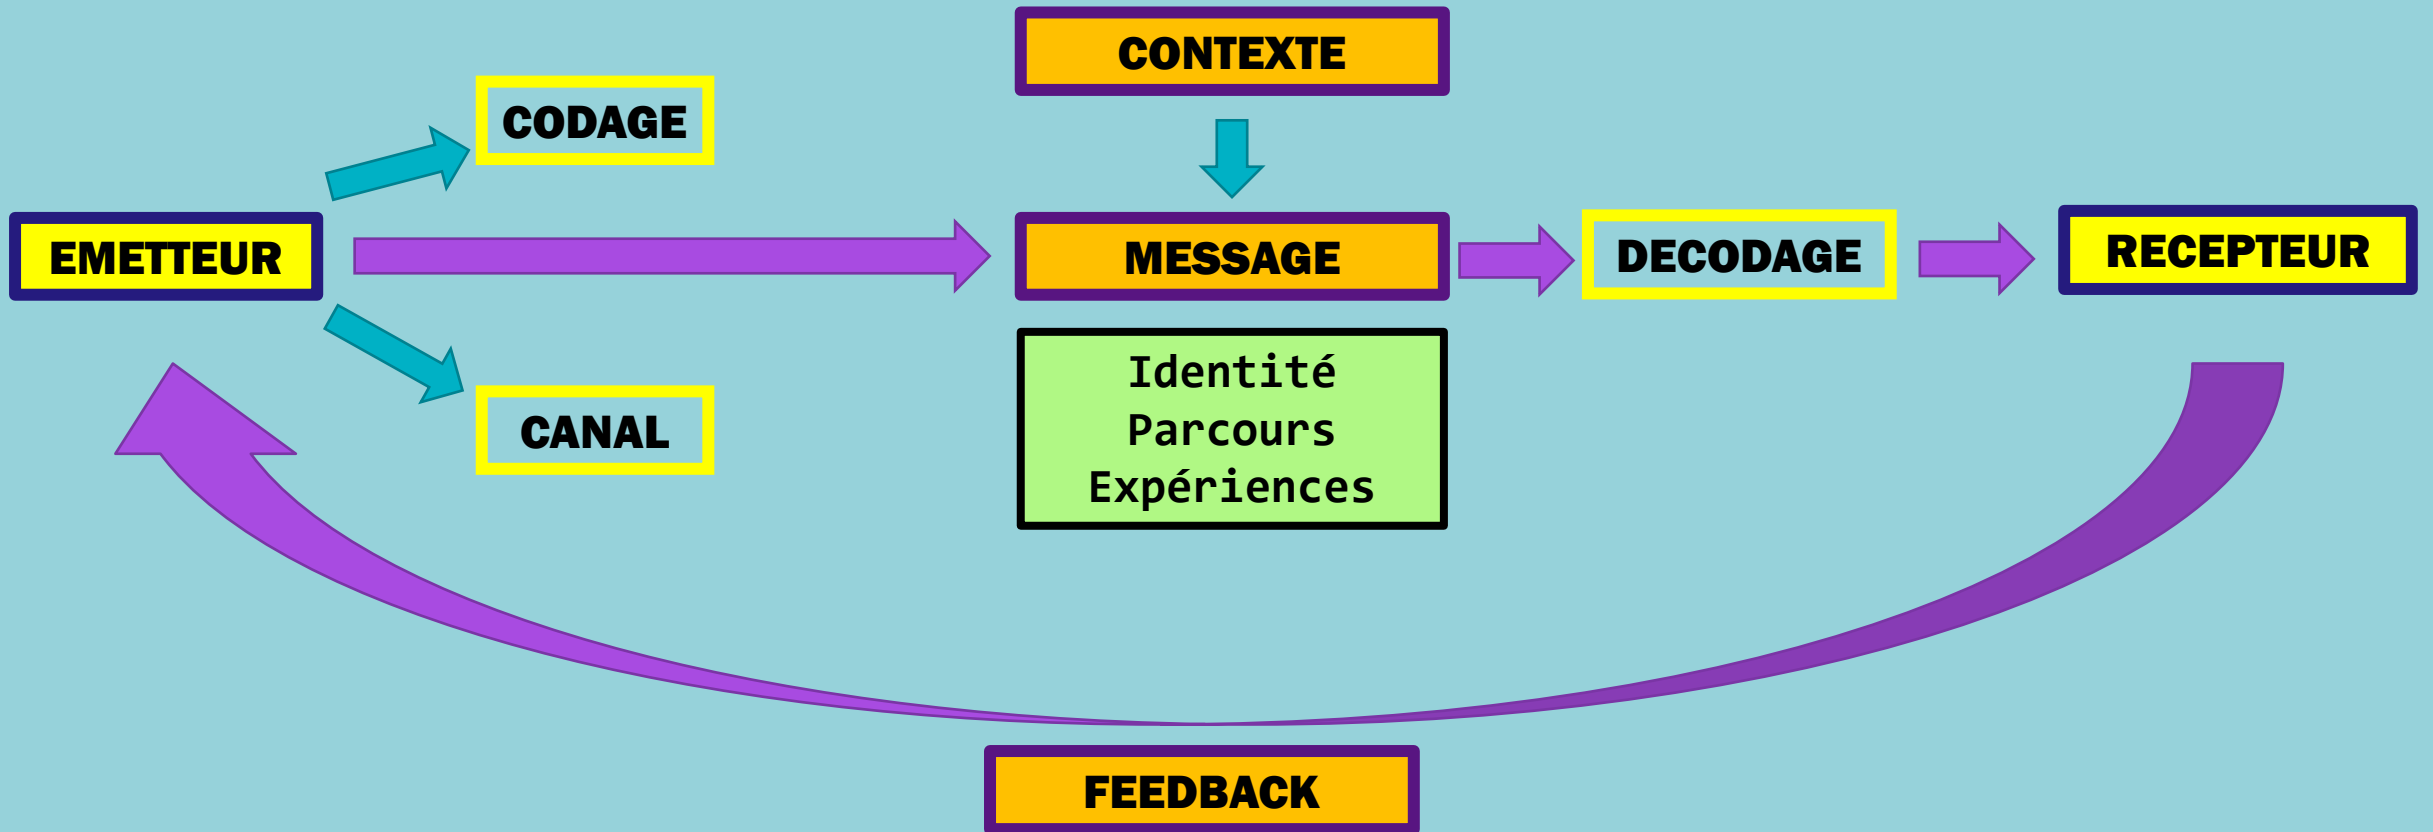 CONTEXTE
CODAGE
EMETTEUR
MESSAGE
DECODAGE
RECEPTEUR
Identité
Parcours
Expériences
CANAL
FEEDBACK